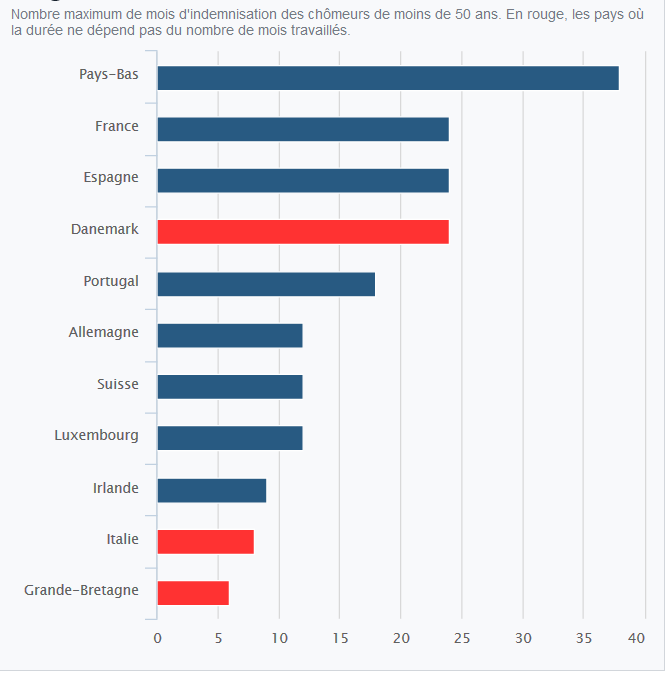 Nombre maximum de mois d'indemnisation des chômeurs de moins de 50 ans. En rouge, les pays où
la durée ne dépend pas du nombre de mois travaillés.
Pays-Bas
France
Espagne
Danemark
Portugal
Allemagne
Suisse
Luxembourg
Irlande
Italie
Grande-Bretagne
0 5 10 15 20 25 30 35 40